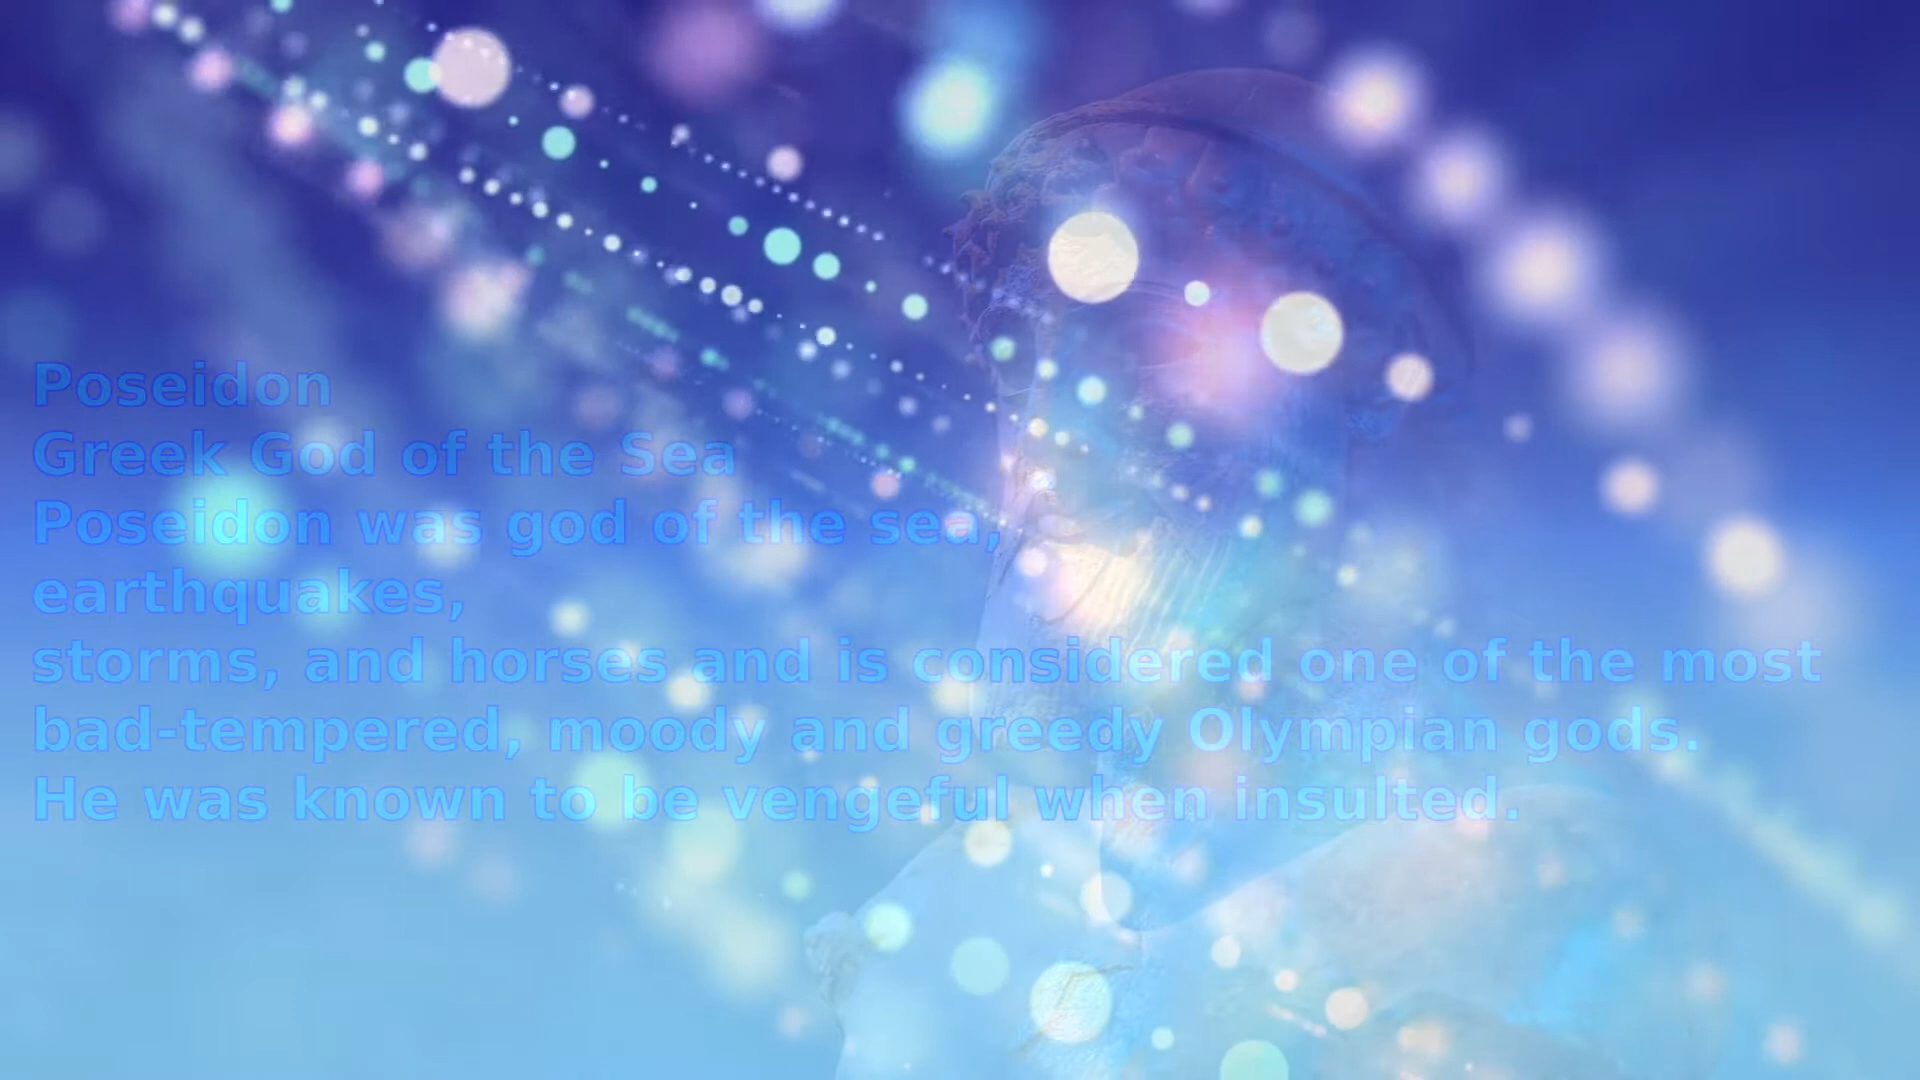 Poseidon
Greek God of the Sea
Poseidon was god of the sea,
earthquakes,
storms, and horses and is considered one of the most
bad-tempered, moody and greedy Olympian gods.
He was known to be vengeful when insulted.